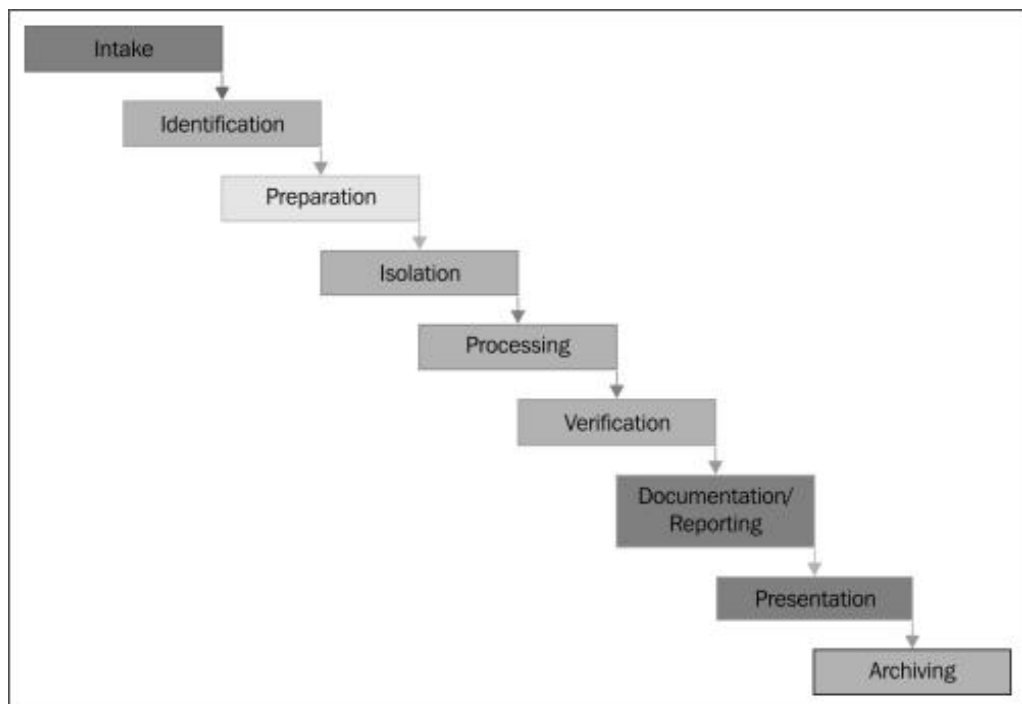 Intake
Identification
Preparation
Isolation
Processing
Verification
Documentation/
Reporting
Presentation
Archiving